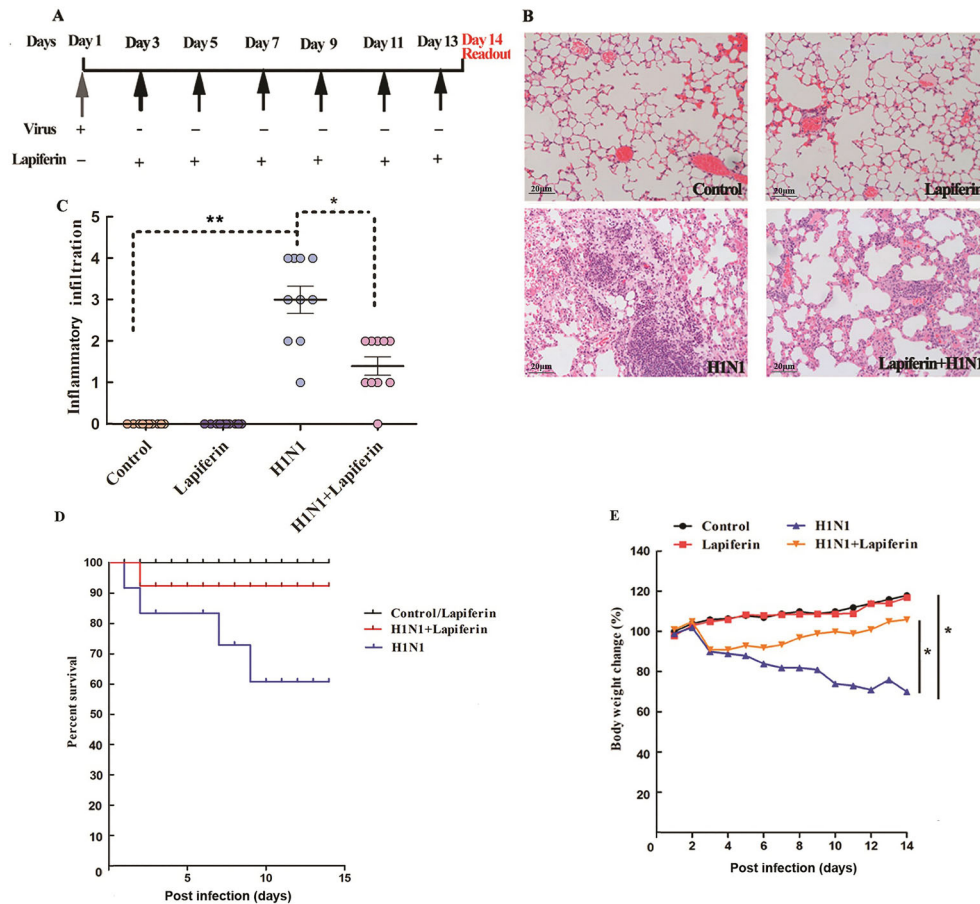 A
Days Day 1 Day 3 Day 5 Day 7 Day 9 Day 11 Day 13 Day 14
Readout
Virus + - - - - - -
Lapiferin - + + + + + +
B
Control
20μm
Lapiferin
20μm
H1N1
20μm
Lapiferin+H1N1
20μm
C
** *
Inflammatory infiltration
5
4
3
2
1
0
Control
Lapiferin
H1N1
H1N1+Lapiferin
D
Percent survival
100
90
80
70
60
50
40
30
20
10
0
0 5 10 15
Post infection (days)
Control/Lapiferin
H1N1+Lapiferin
H1N1
E
Control H1N1
Lapiferin H1N1+Lapiferin
Body weight change (%)
140
120
100
80
60
40
20
0
2 4 6 8 10 12 14
Post infection (days)
* *